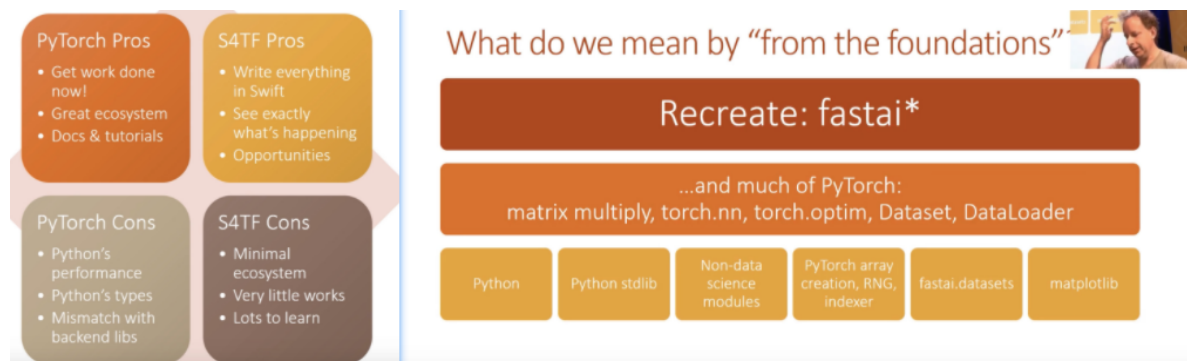 PyTorch Pros
• Get work done
now!
• Great ecosystem
• Docs & tutorials
S4TF Pros
• Write everything
in Swift
• See exactly
what's happening
• Opportunities
PyTorch Cons
• Python's
performance
• Python's types
• Mismatch with
backend libs
S4TF Cons
• Minimal
ecosystem
• Very little works
• Lots to learn
What do we mean by "from the foundations"
Recreate: fastai*
...and much of PyTorch:
matrix multiply, torch.nn, torch.optim, Dataset, DataLoader
Python
Python stdlib
Non-data
science
modules
PyTorch array
creation, RNG,
indexer
fastai.datasets
matplotlib